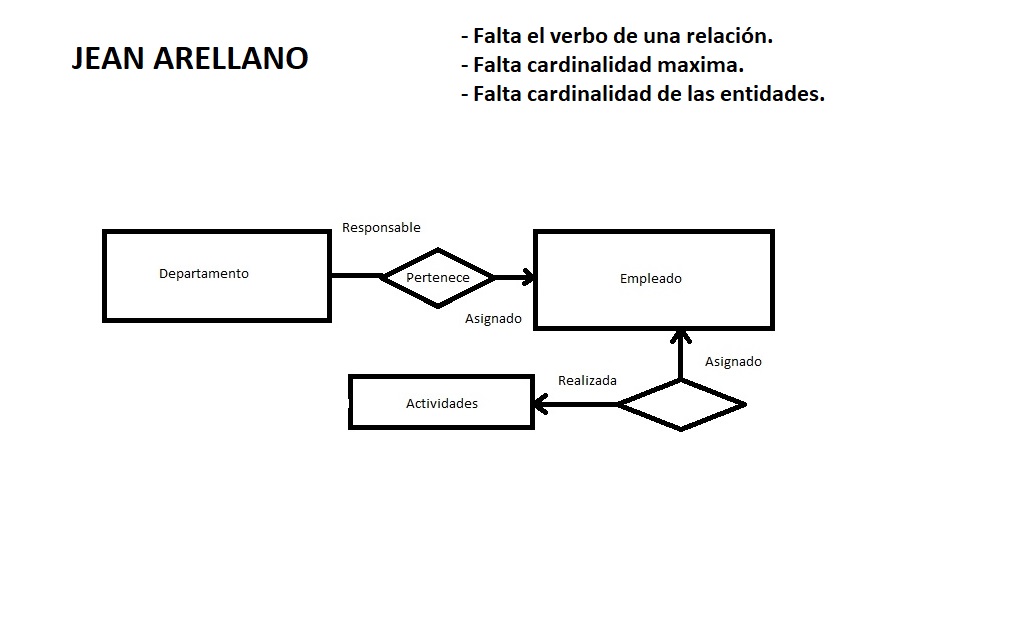 JEAN ARELLANO
- Falta el verbo de una relación.
- Falta cardinalidad maxima.
- Falta cardinalidad de las entidades.
Responsable
Departamento
Pertenece
Empleado
Asignado
Asignado
Realizada
Actividades